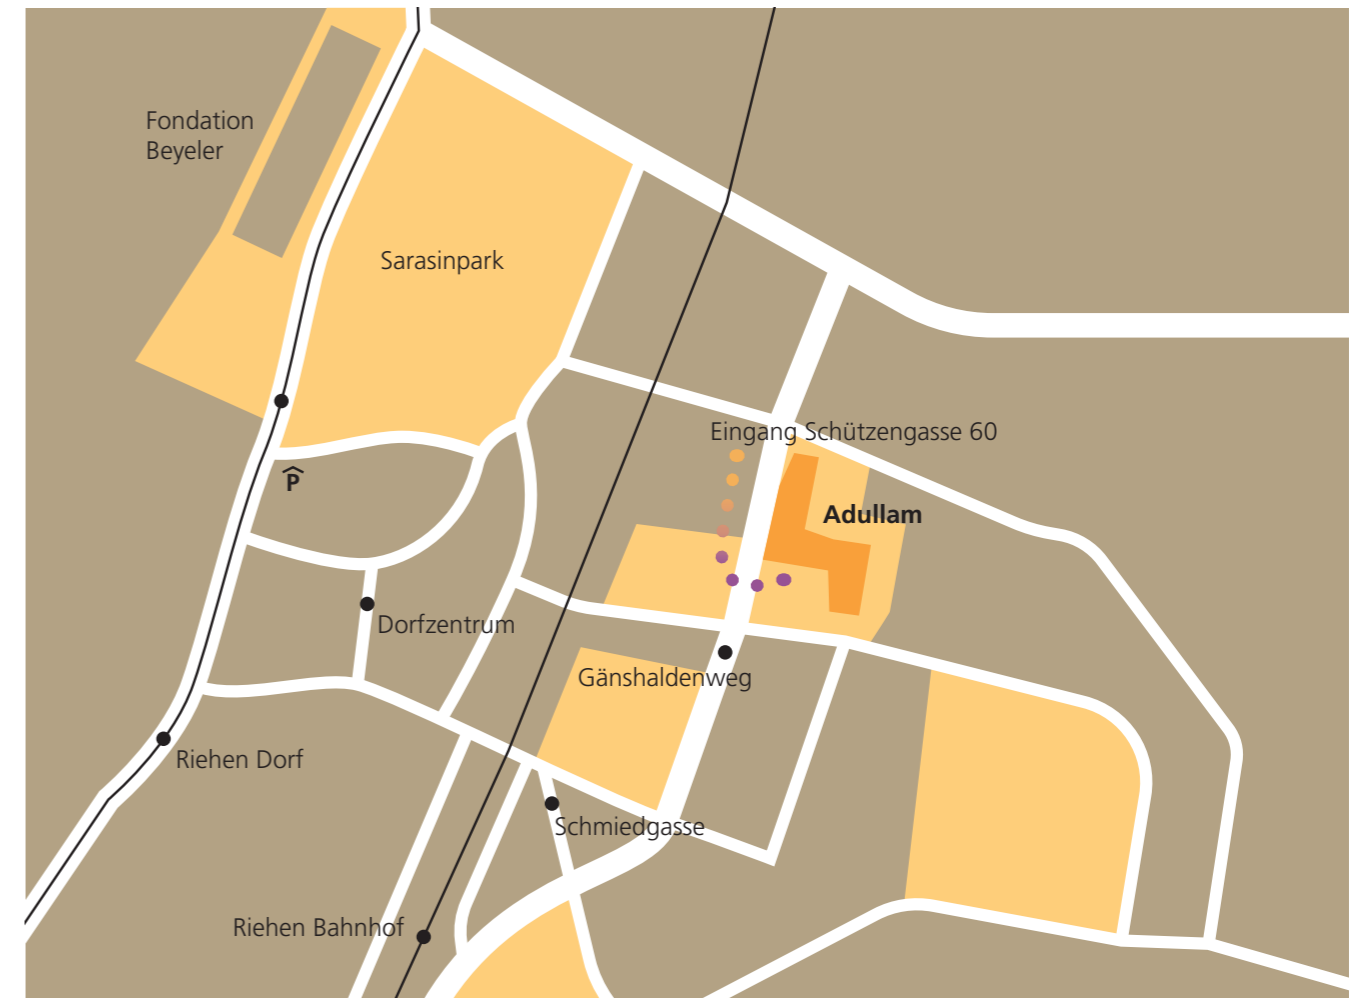 Fondation
Beyeler
Sarasinpark
Eingang Schützengasse 60
P
Adullam
Dorfzentrum
Gänshaldenweg
Riehen Dorf
Schmiedgasse
Riehen Bahnhof